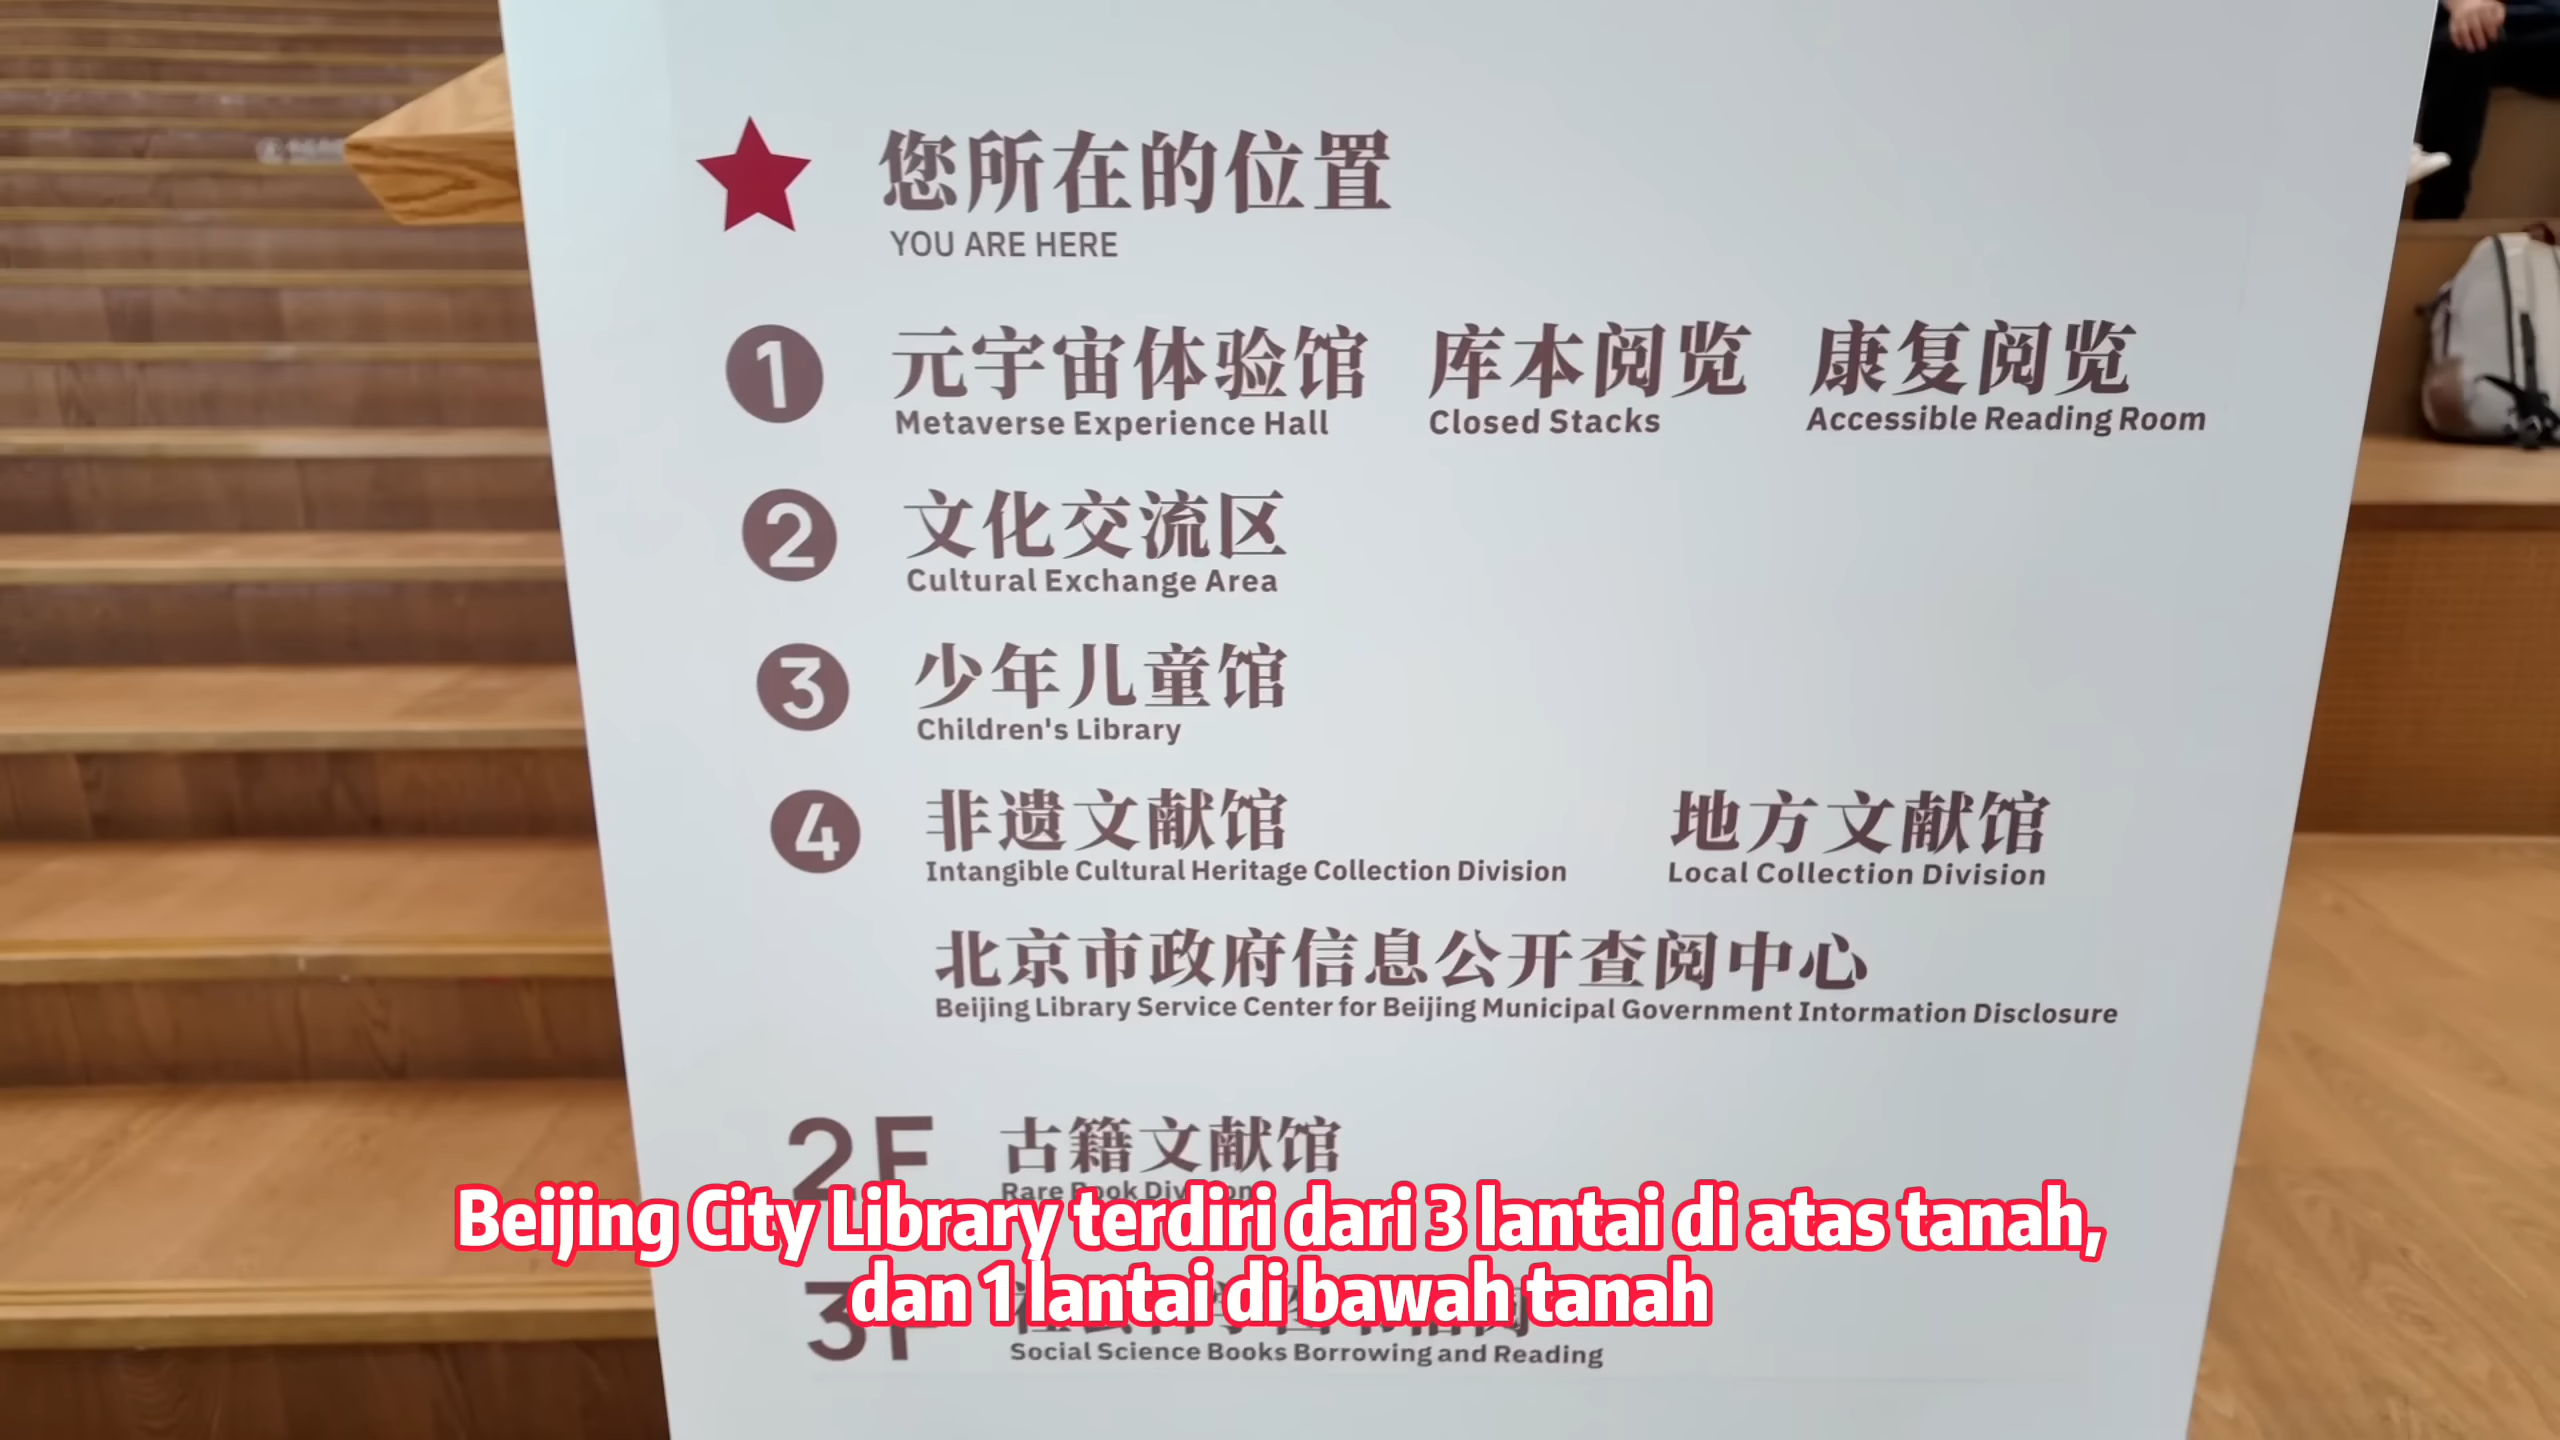 您所在的位置
YOU ARE HERE
1 元宇宙体验馆 库本阅览 康复阅览
Metaverse Experience Hall Closed Stacks Accessible Reading Room
2 文化交流区
Cultural Exchange Area
3 少年儿童馆
Children's Library
4 非遗文献馆 地方文献馆
Intangible Cultural Heritage Collection Division Local Collection Division
北京市政府信息公开查阅中心
Beijing Library Service Center for Beijing Municipal Government Intormation Disclosure
2F 古籍文献馆
Rare Book Division
Beijing City Library terdiri dari 3 lantai di atas tanah,
dan 1 lantai di bawah tanah
3F
Social Science Books Borrowing and Reading